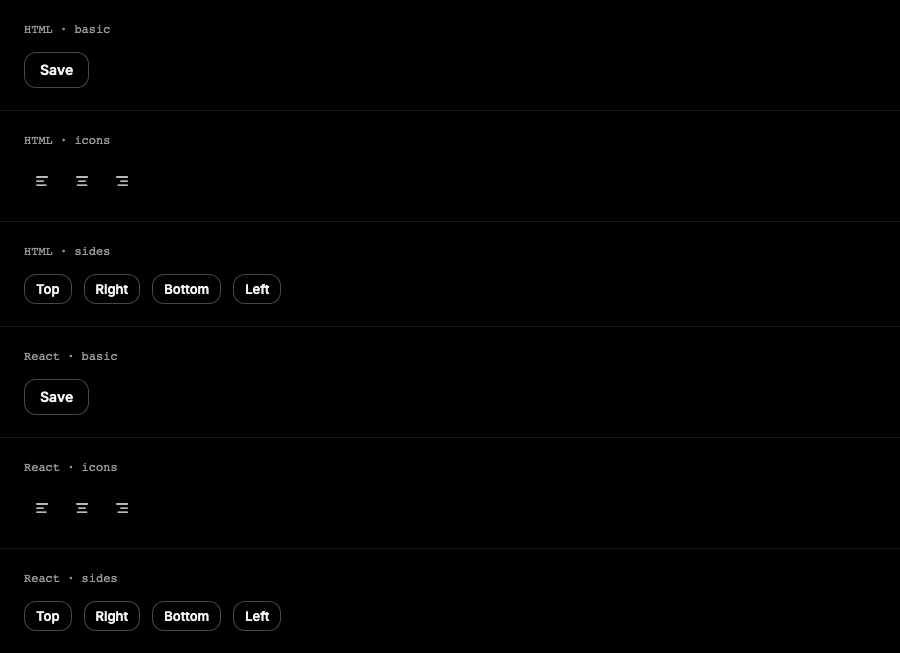 HTML · basic
Save
HTML · icons
HTML · sides
Top Right Bottom Left
React · basic
Save
React · icons
React · sides
Top Right Bottom Left